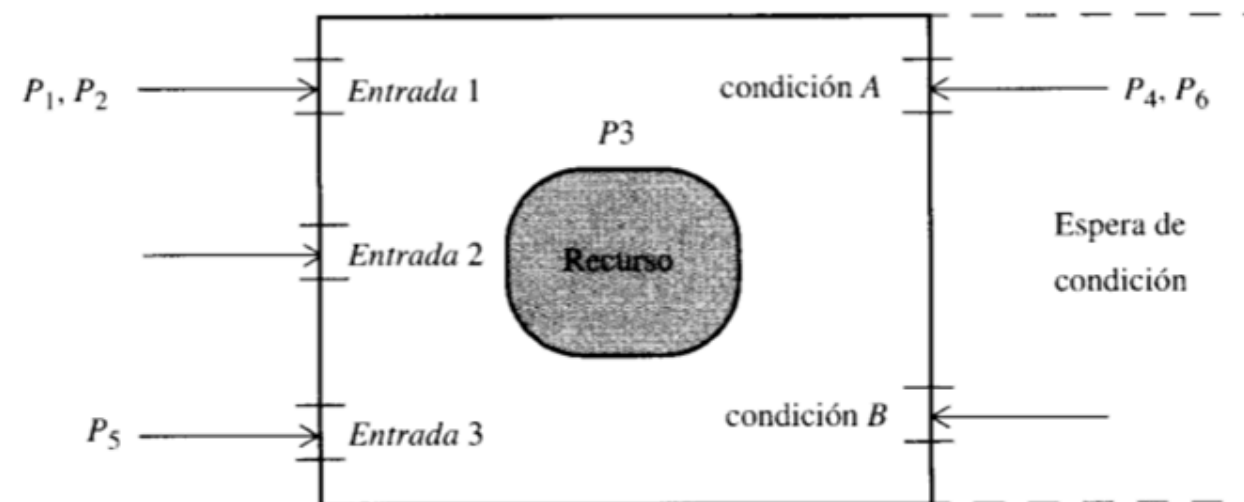 P1, P2
Entrada 1
condición A
P4, P6
P3
Entrada 2
Recurso
Espera de
condición
P5
Entrada 3
condición B